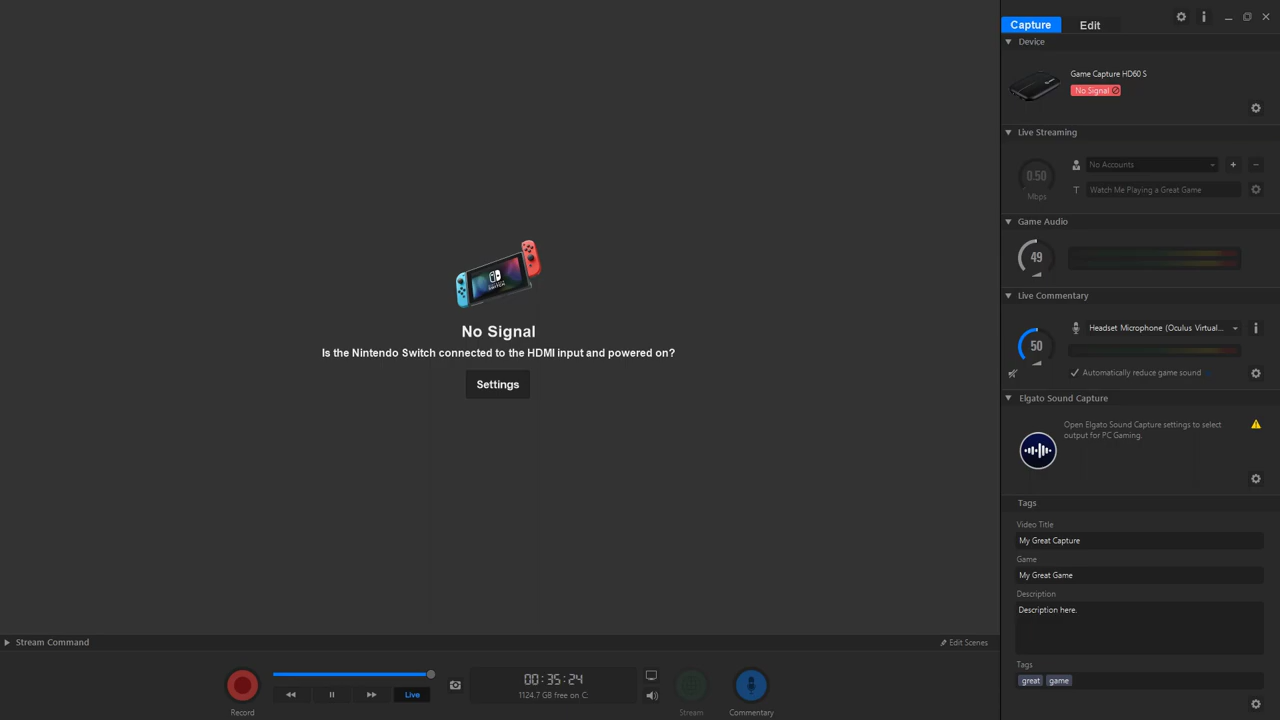 Capture
Edit
Device
Game Capture HD60 S
No Signal
Live Streaming
0.50
Mbps
No Accounts
T
Watch Me Playing a Great Game
Game Audio
49
Live Commentary
50
Headset Microphone (Oculus Virtual...
Automatically reduce game sound
Elgato Sound Capture
Open Elgato Sound Capture settings to select
output for PC Gaming.
Tags
Video Title
My Great Capture
Game
My Great Game
Description
Description here.
Tags
great game
SWITCH
No Signal
Is the Nintendo Switch connected to the HDMI input and powered on?
Settings
Stream Command
Edit Scenes
Record
Live
00:35:24
1124.7 GB free on C:
Stream
Commentary